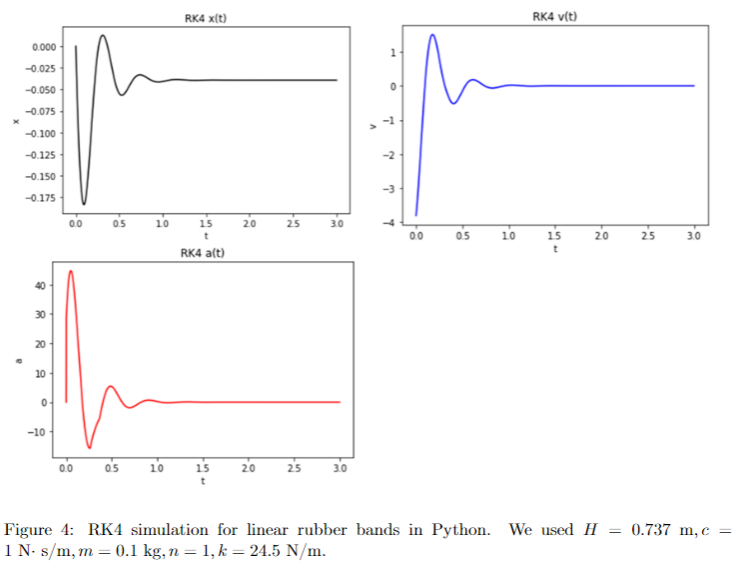 RK4 x(t)
0.000
−0.025
−0.050
−0.075
−0.100
−0.125
−0.150
−0.175
x
0.0 0.5 1.0 1.5 2.0 2.5 3.0
t
RK4 v(t)
1
0
−1
−2
−3
−4
v
0.0 0.5 1.0 1.5 2.0 2.5 3.0
t
RK4 a(t)
40
30
20
10
0
−10
a
0.0 0.5 1.0 1.5 2.0 2.5 3.0
t
Figure 4: RK4 simulation for linear rubber bands in Python. We used H = 0.737 m, c =
1 N· s/m, m = 0.1 kg, n = 1, k = 24.5 N/m.